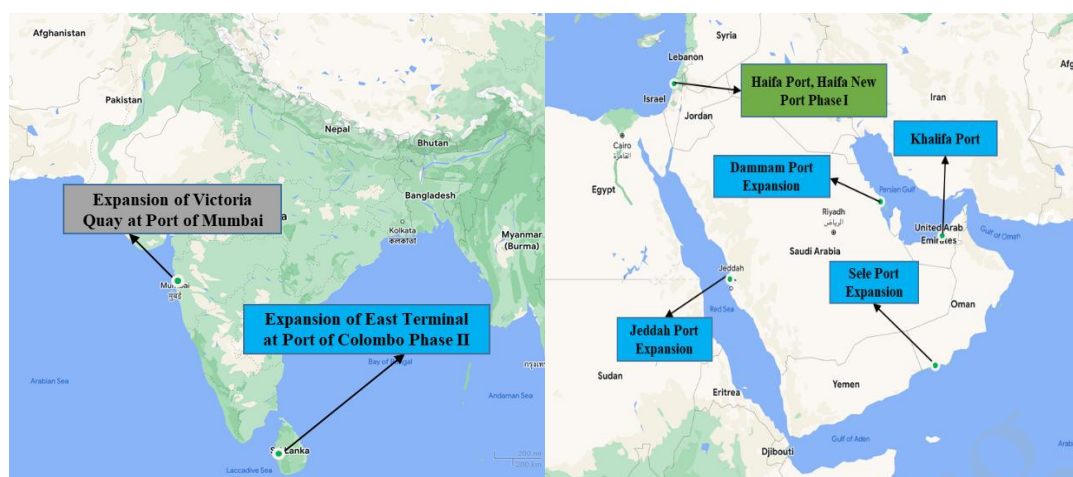 Afghanistan
Pakistan
Nepal
Bhutan
Bangladesh
Kolkata
কলকাতা
Myanmar
(Burma)
Expansion of Victoria
Quay at Port of Mumbai
Mumbai
मुंबई
Expansion of East Terminal
at Port of Colombo Phase II
Bay of Bengal
Arabian Sea
Andaman Sea
Sri Lanka
Laccadive Sea
200 mi
200 km
Syria
Lebanon
Israel
Jordan
Haifa Port, Haifa New
Port Phase I
Iran
Cairo
القاهرة
Egypt
Dammam Port
Expansion
Khalifa Port
Persian Gulf
Riyadh
الرياض
United Arab
Emirates
Gulf of Oman
Saudi Arabia
Jeddah
Sele Port
Expansion
Oman
Red Sea
Jeddah Port
Expansion
Sudan
Yemen
Eritrea
Gulf of Aden
Djibouti